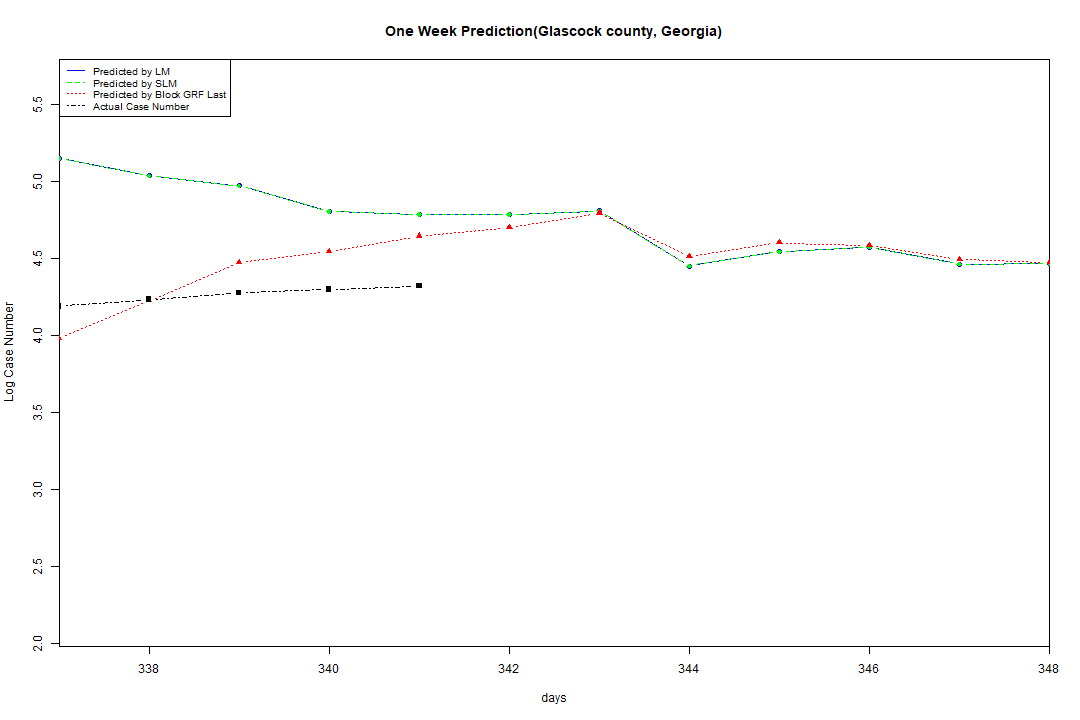 One Week Prediction(Glascock county, Georgia)
Predicted by LM
Predicted by SLM
Predicted by Block GRF Last
Actual Case Number
5.5
5.0
4.5
4.0
3.5
3.0
2.5
2.0
Log Case Number
338 340 342 344 346 348
days